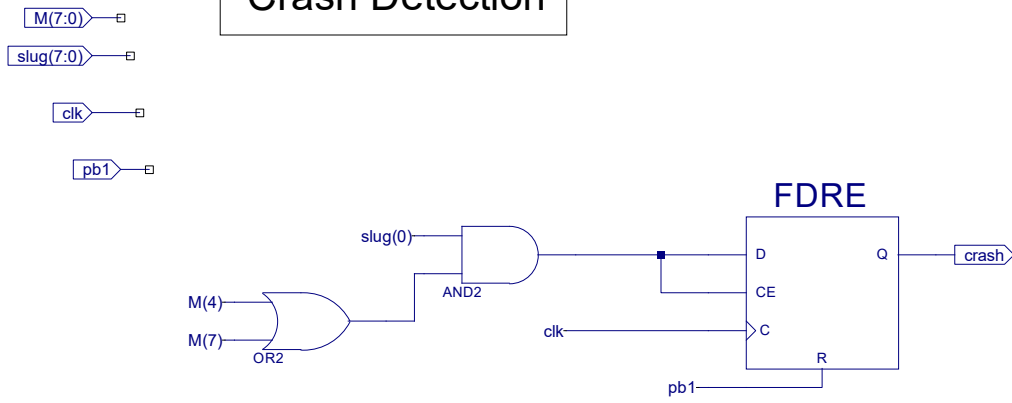 Crash Detection
M(7:0)
slug(7:0)
clk
pb1
FDRE
slug(0)
AND2
M(4)
M(7)
OR2
D
Q
crash
CE
clk
C
R
pb1